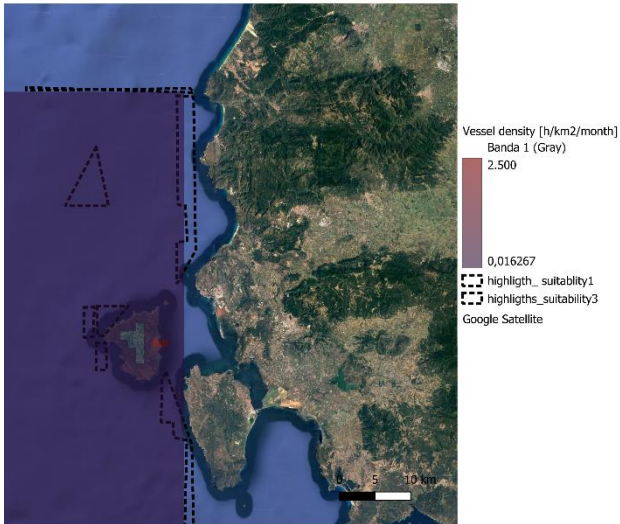 Vessel density [h/km2/month]
Banda 1 (Gray)
2.500
0,016267
highligth_ suitablity1
highligths_suitability3
Google Satellite
0 5 10 km